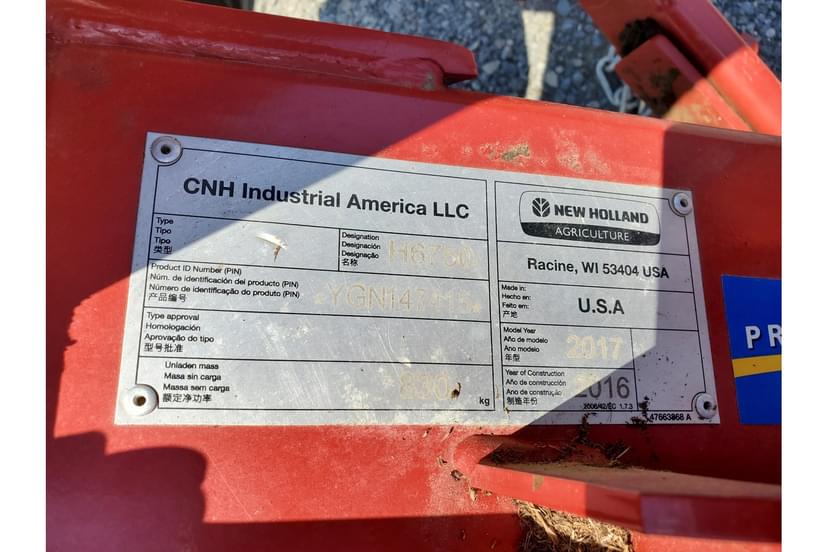 CNH Industrial America LLC
Type
Tipo
Tipo
类型
Designation
Designación
Designação
名称
H6750
Product ID Number (PIN)
Núm. de identificación del producto (PIN)
Número de identificação do produto (PIN)
产品编号
Type approval
Homologación
Aprovação do tipo
型号批准
Unladen mass
Masa sin carga
Massa sem carga
额定净功率
kg
NEW HOLLAND
AGRICULTURE
Racine, WI 53404 USA
Made in:
Hecho en:
Feito em:
产地
U.S.A
Model Year
Año de modelo
Ano modelo
年型
2017
Year of Construction
Año de construcción
Ano de construção
制造年份
2016
2006/42/EC 1.7.3
47663868 A
PR